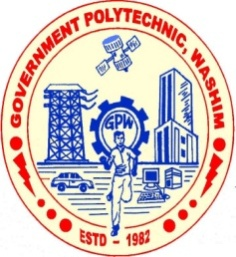 GOVERNMENT POLYTECHNIC, WASHIM
GPW
ESTD - 1982